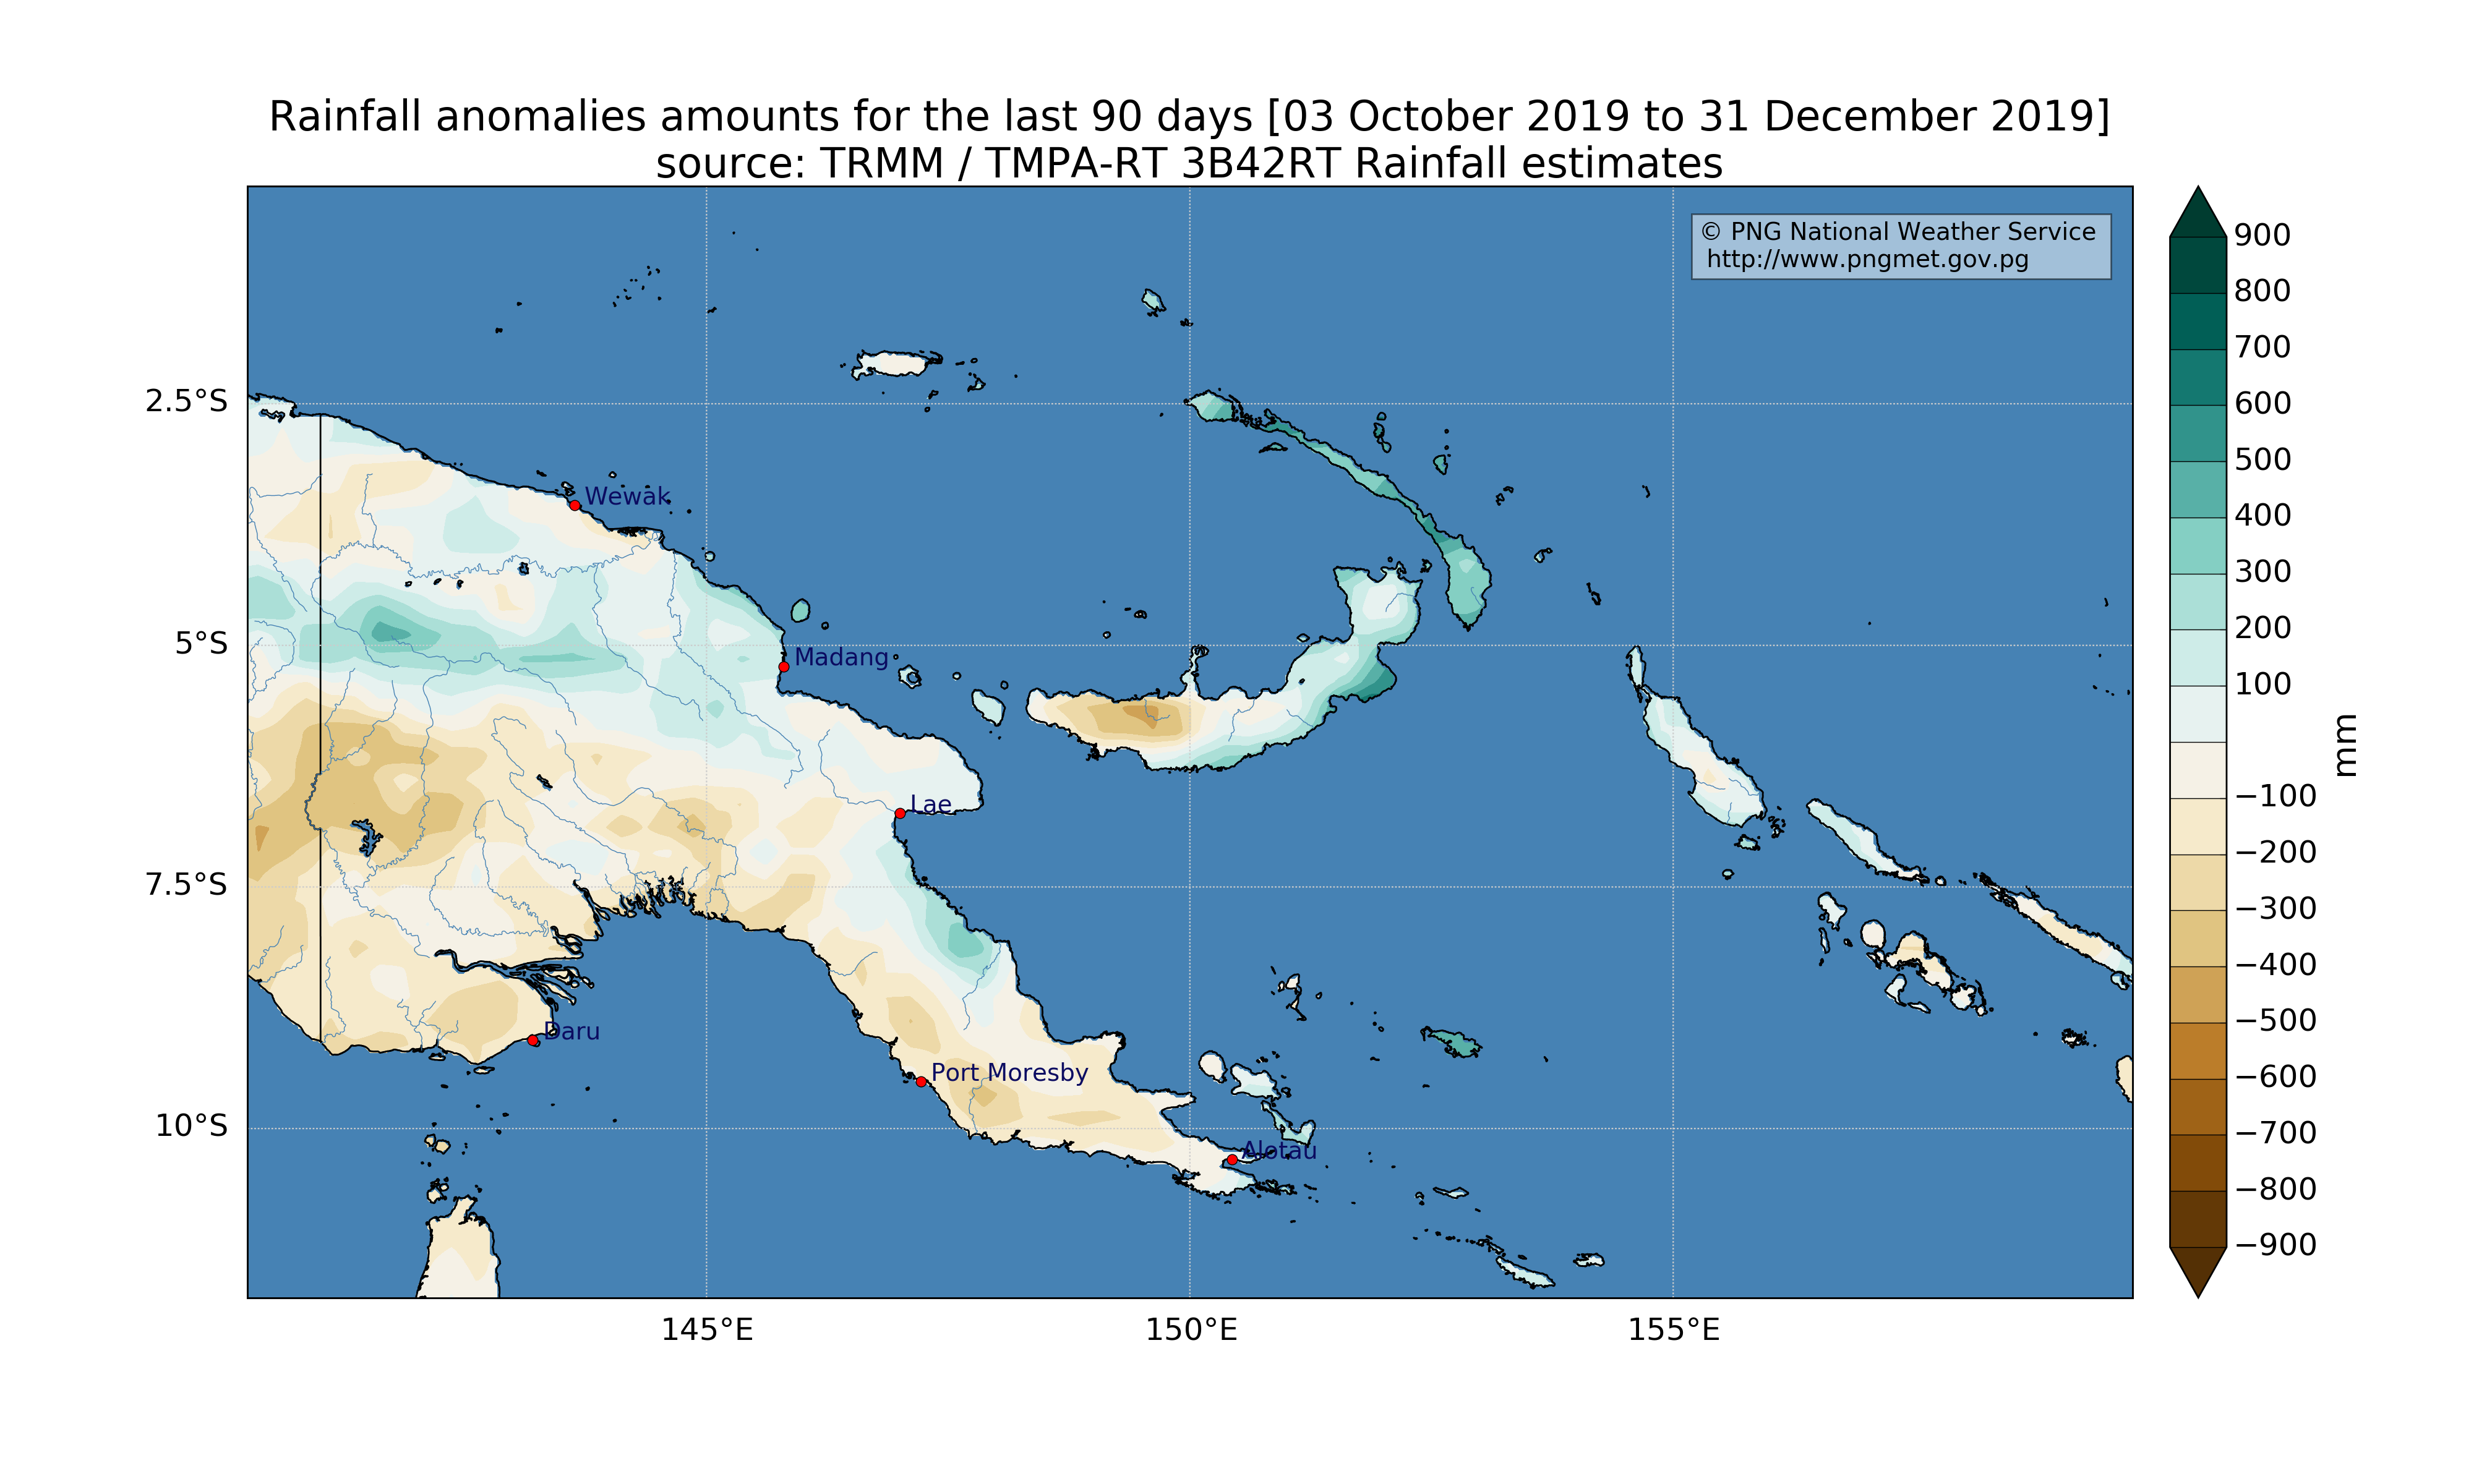 Rainfall anomalies amounts for the last 90 days [03 October 2019 to 31 December 2019]
source: TRMM / TMPA-RT 3B42RT Rainfall estimates
© PNG National Weather Service
http://www.pngmet.gov.pg
2.5°S
5°S
7.5°S
10°S
145°E
150°E
155°E
Wewak
Madang
Lae
Daru
Port Moresby
Alotau
900
800
700
600
500
400
300
200
100
−100
−200
−300
−400
−500
−600
−700
−800
−900
mm